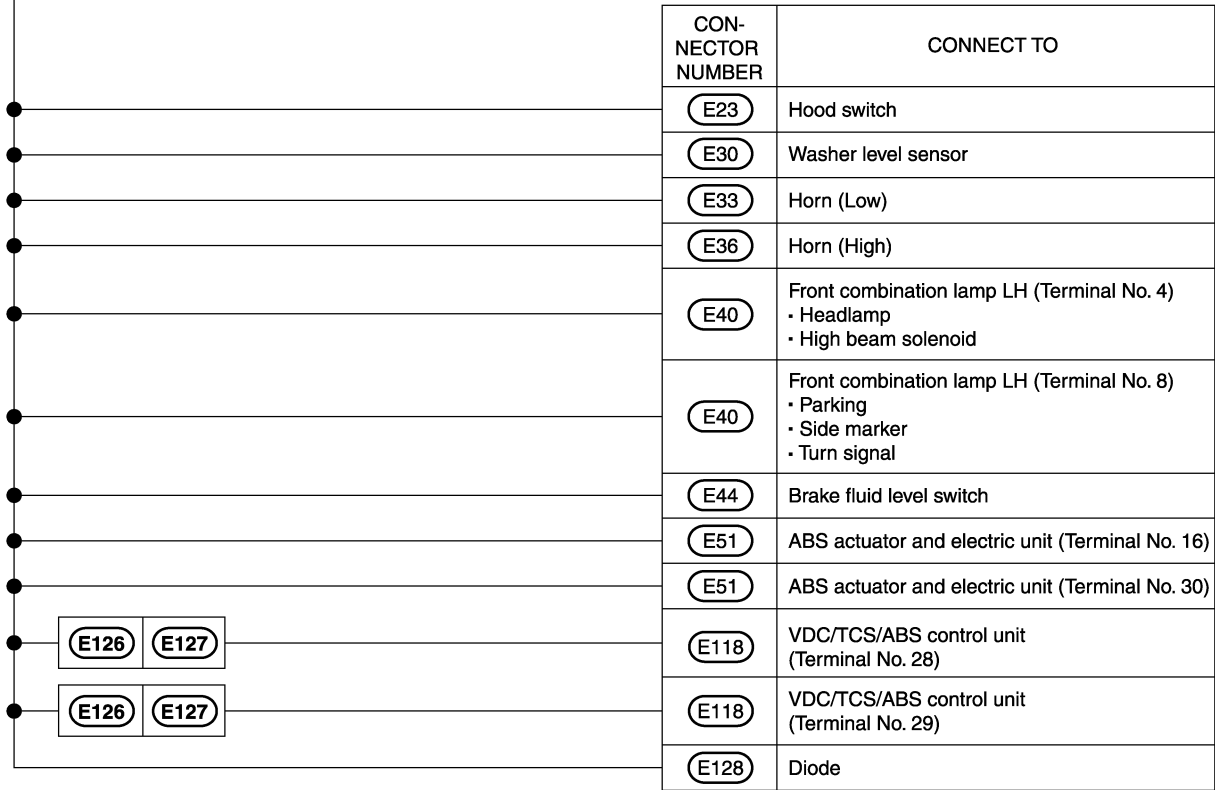 CON-
NECTOR
NUMBER
CONNECT TO
E23 Hood switch
E30 Washer level sensor
E33 Horn (Low)
E36 Horn (High)
E40
Front combination lamp LH (Terminal No. 4)
▪ Headlamp
▪ High beam solenoid
E40
Front combination lamp LH (Terminal No. 8)
▪ Parking
▪ Side marker
▪ Turn signal
E44 Brake fluid level switch
E51 ABS actuator and electric unit (Terminal No. 16)
E51 ABS actuator and electric unit (Terminal No. 30)
E126 E127 E118
VDC/TCS/ABS control unit
(Terminal No. 28)
E126 E127 E118
VDC/TCS/ABS control unit
(Terminal No. 29)
E128 Diode